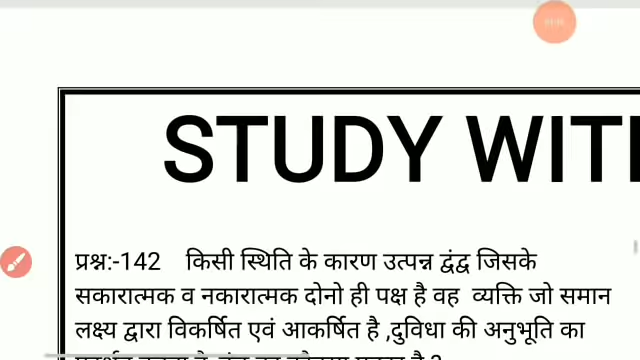 STUDY WITH
प्रश्न:-142 किसी स्थिति के कारण उत्पन्न द्वंद्व जिसके
सकारात्मक व नकारात्मक दोनो ही पक्ष है वह व्यक्ति जो समान
लक्ष्य द्वारा विकर्षित एवं आकर्षित है ,दुविधा की अनुभूति का